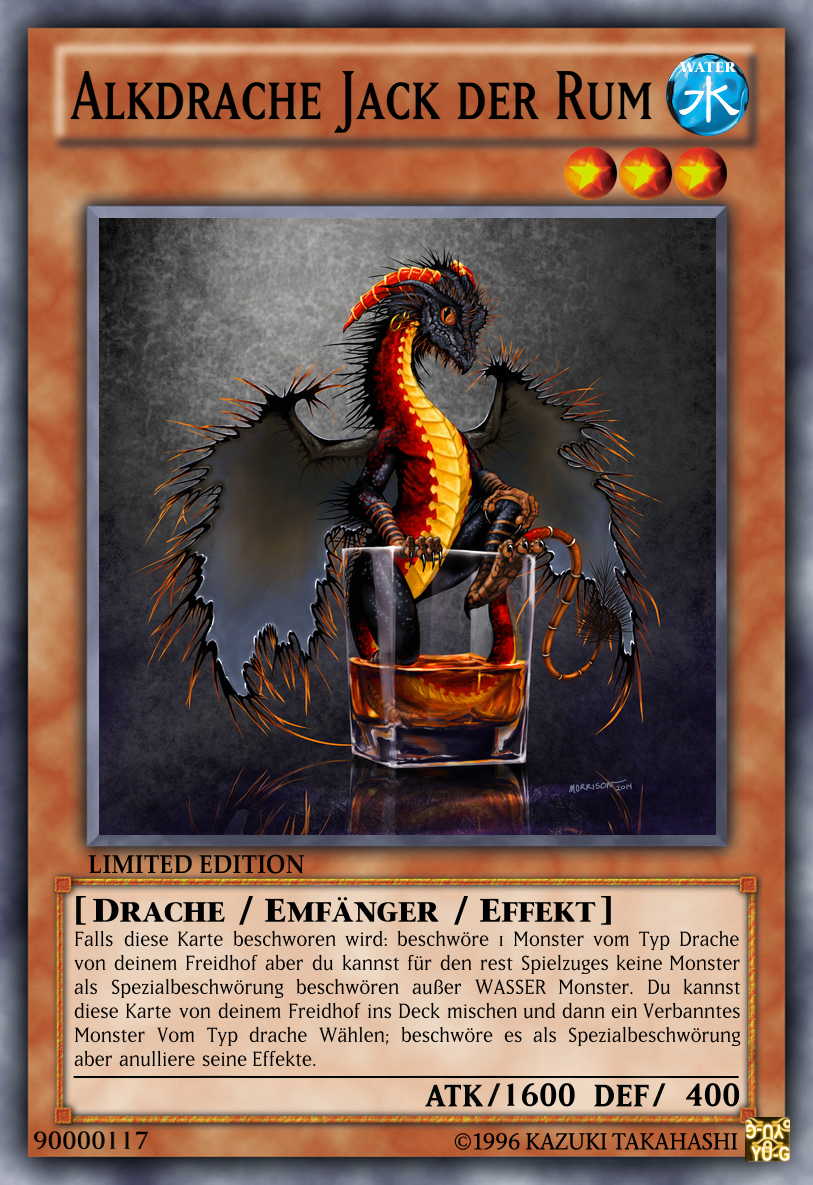 Alkdrache Jack der Rum
WATER
水
LIMITED EDITION
[ Drache / Emfänger / Effekt ]
Falls diese Karte beschworen wird: beschwöre 1 Monster vom Typ Drache
von deinem Freidhof aber du kannst für den rest Spielzuges keine Monster
als Spezialbeschwörung beschwören außer WASSER Monster. Du kannst
diese Karte von deinem Freidhof ins Deck mischen und dann ein Verbanntes
Monster Vom Typ drache Wählen; beschwöre es als Spezialbeschwörung
aber anulliere seine Effekte.
ATK/1600 DEF/ 400
90000117
©1996 KAZUKI TAKAHASHI
MORRISON 2014
YU-G